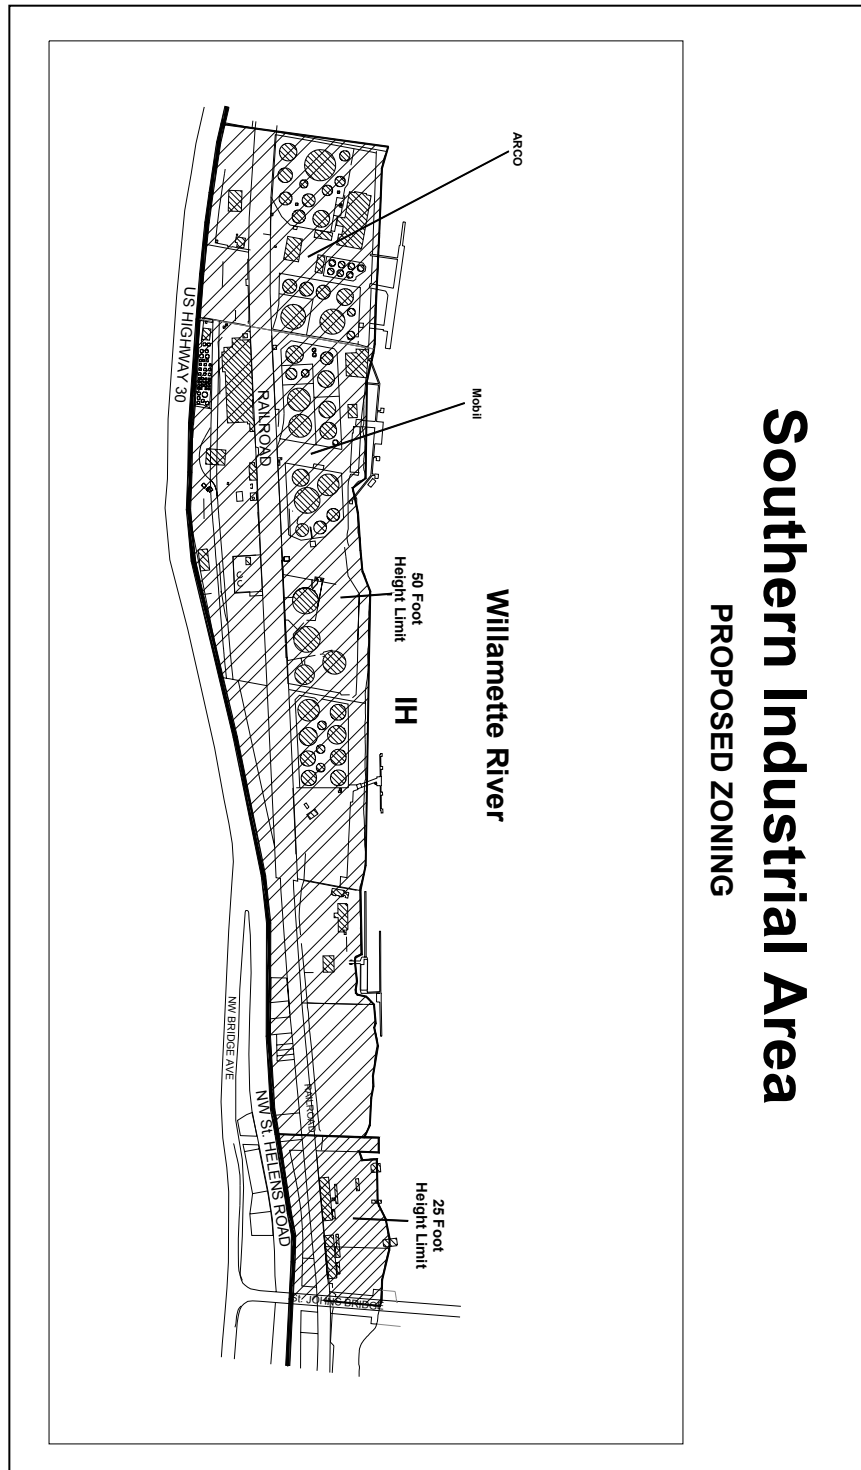 Southern Industrial Area
PROPOSED ZONING
Willamette River
ARCO
Mobil
50 Foot
Height Limit
IH
25 Foot
Height Limit
US HIGHWAY 30
RAILROAD
RAILROAD
NW BRIDGE AVE
NW St. HELENS ROAD
St. JOHNS BRIDGE